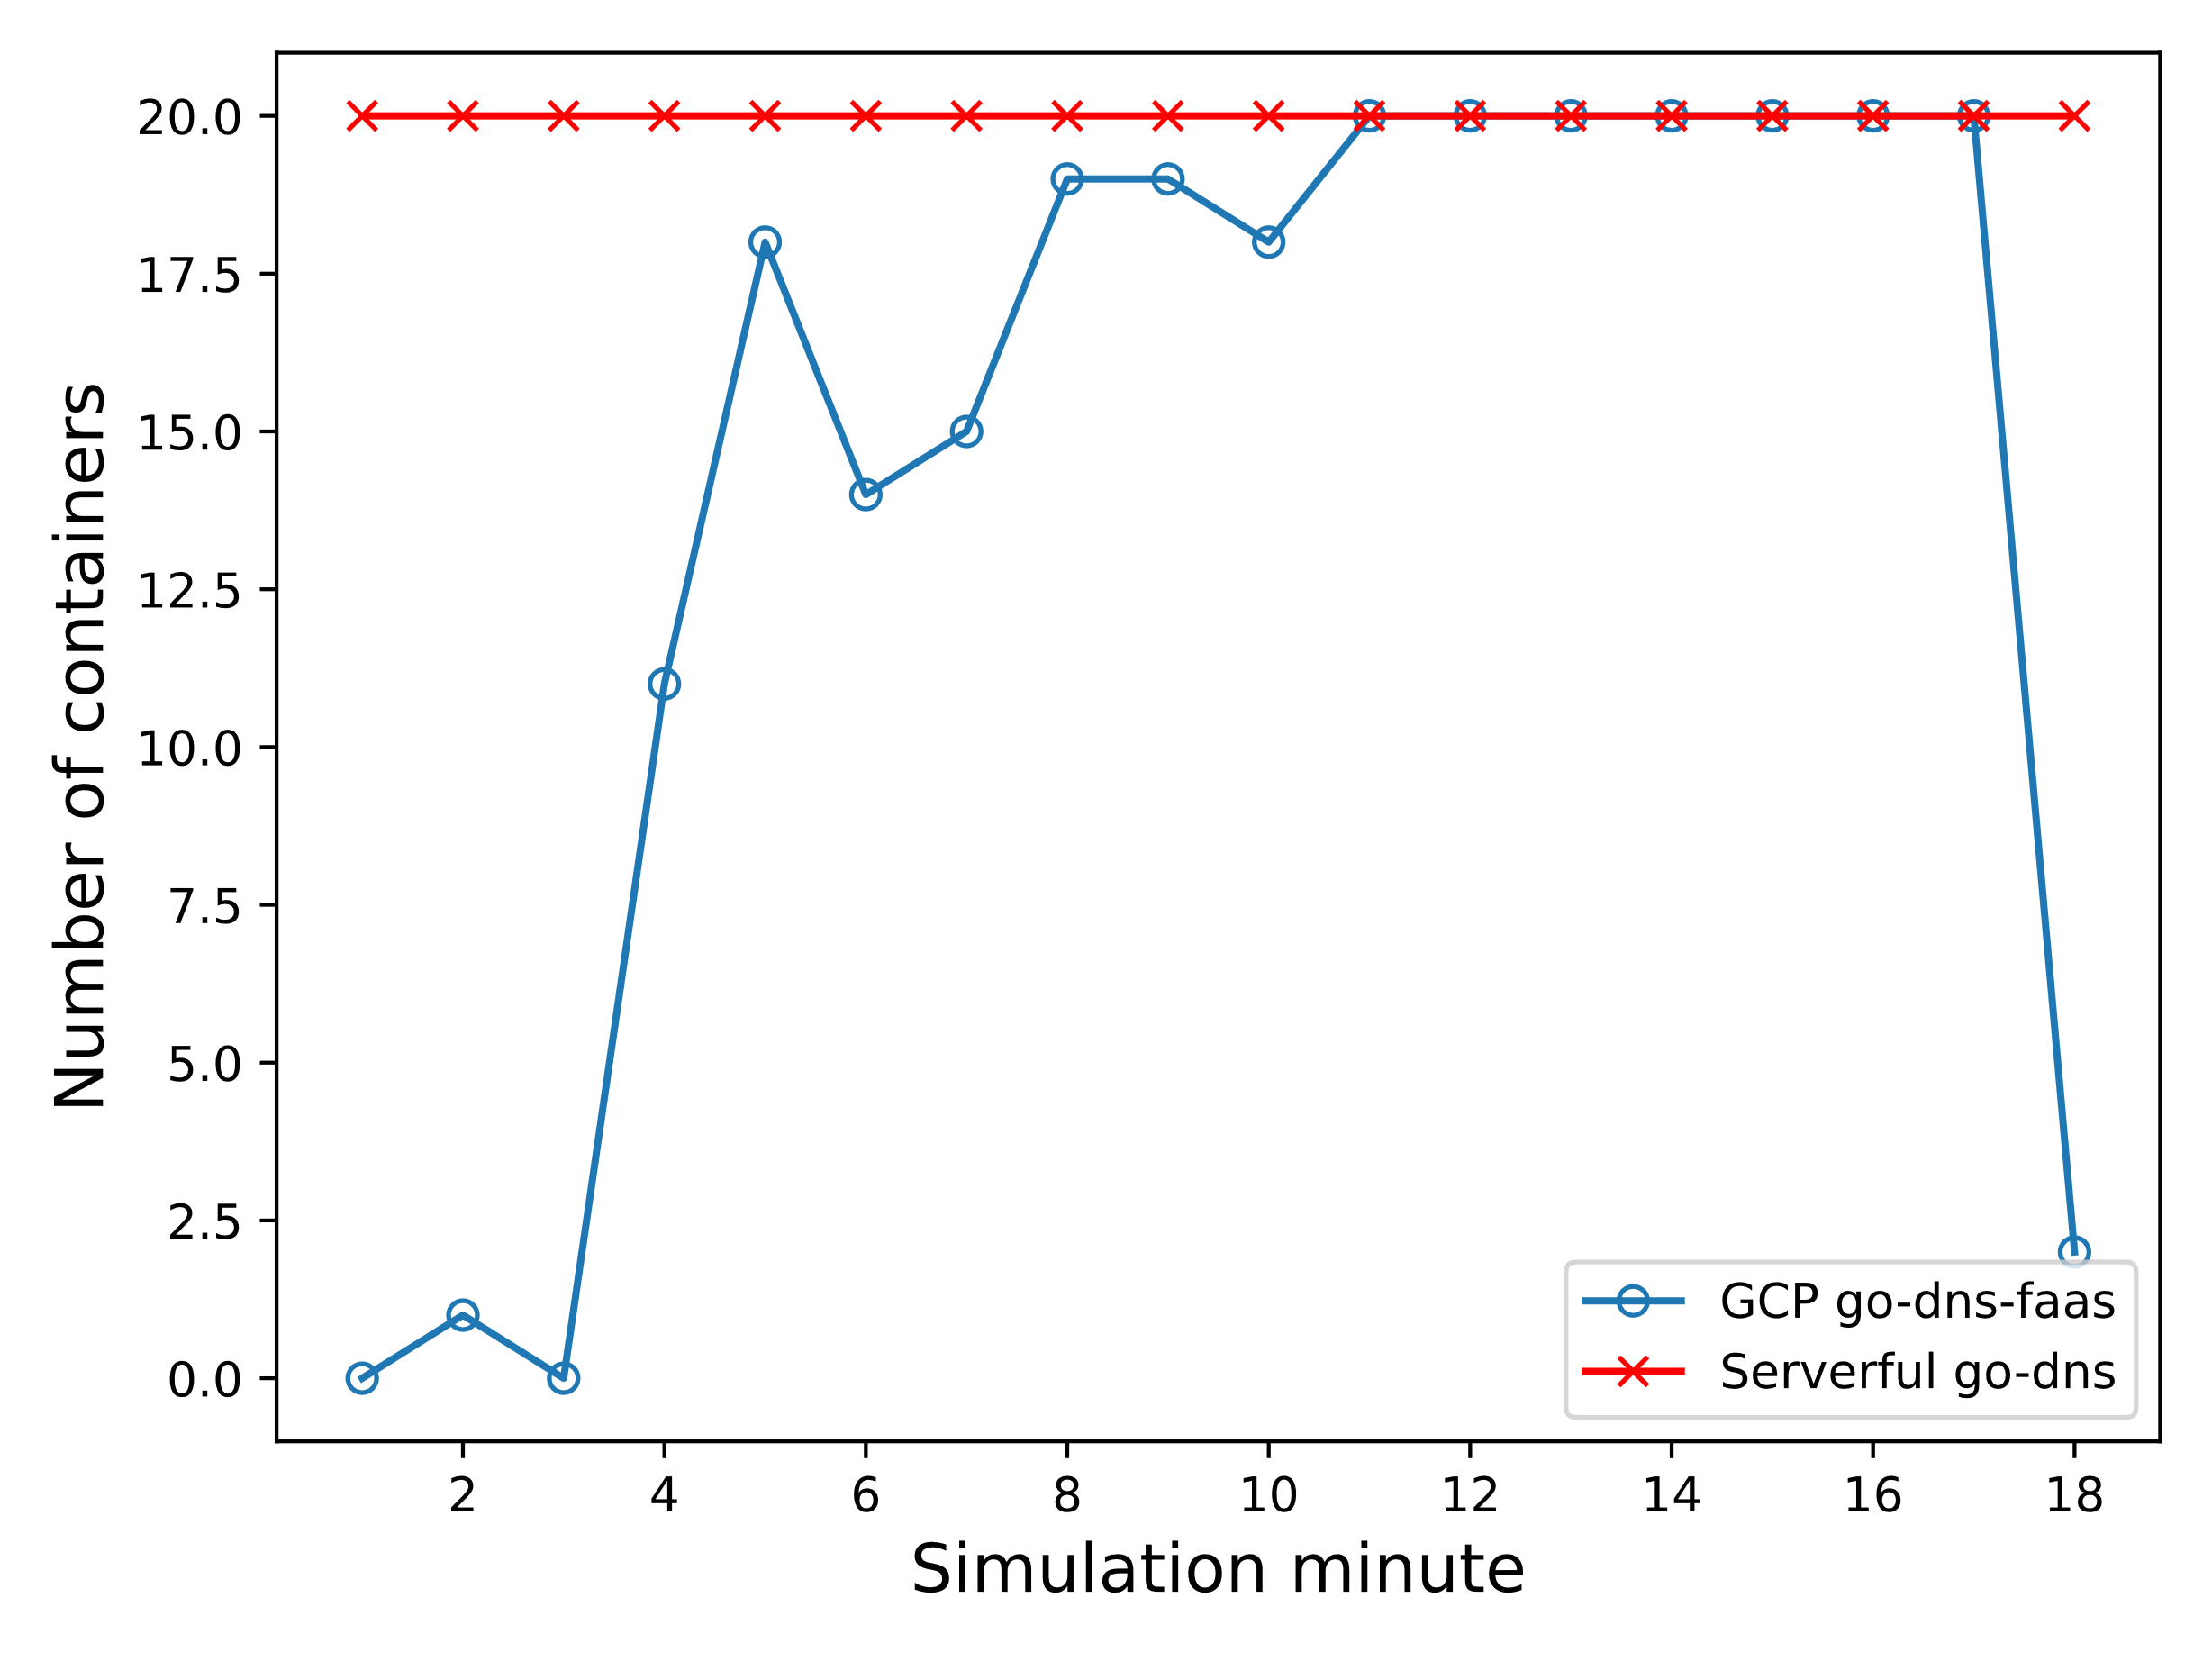 Number of containers
20.0
17.5
15.0
12.5
10.0
7.5
5.0
2.5
0.0
2 4 6 8 10 12 14 16 18
Simulation minute
GCP go-dns-faas
Serverful go-dns